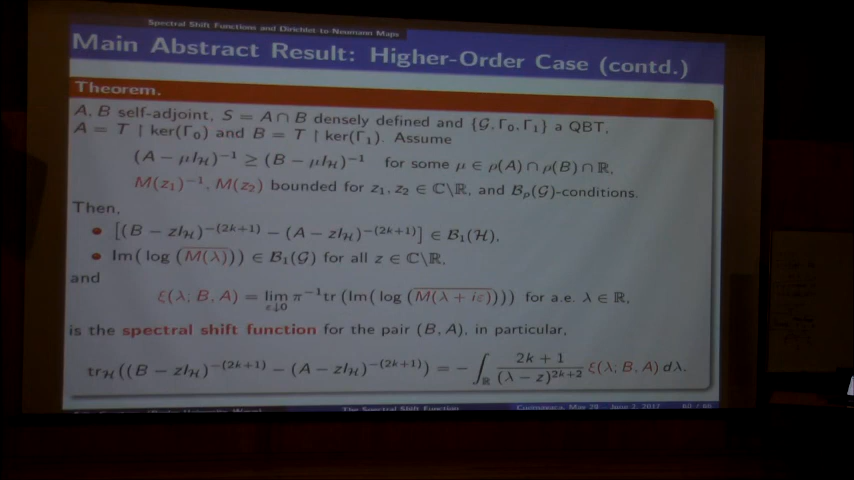 Spectral Shift Functions and Dirichlet-to-Neumann Maps
Main Abstract Result: Higher-Order Case (contd.)
Theorem.
A, B self-adjoint, S = A ∩ B densely defined and {𝒢, Γ₀, Γ₁} a QBT,
A = T ↾ ker(Γ₀) and B = T ↾ ker(Γ₁). Assume
(A − μI_ℋ)⁻¹ ≥ (B − μI_ℋ)⁻¹ for some μ ∈ ρ(A) ∩ ρ(B) ∩ ℝ,
M(z₁)⁻¹, M(z₂) bounded for z₁, z₂ ∈ ℂ\ℝ, and ℬ_p(𝒢)-conditions.
Then,
• [(B − zI_ℋ)^−(2k+1) − (A − zI_ℋ)^−(2k+1)] ∈ ℬ₁(ℋ),
• Im(log (M̅(̅λ̅)̅)) ∈ ℬ₁(𝒢) for all z ∈ ℂ\ℝ,
and
ξ(λ; B, A) = lim_{ε↓0} π⁻¹tr (Im(log (M̅(̅λ̅ ̅+̅ ̅i̅ε̅)̅))) for a.e. λ ∈ ℝ,
is the spectral shift function for the pair (B, A), in particular,
tr_ℋ((B − zI_ℋ)^−(2k+1) − (A − zI_ℋ)^−(2k+1)) = − ∫_ℝ (2k + 1)/(λ − z)^{2k+2} ξ(λ; B, A) dλ.
The Spectral Shift Function
2017 60 / 66